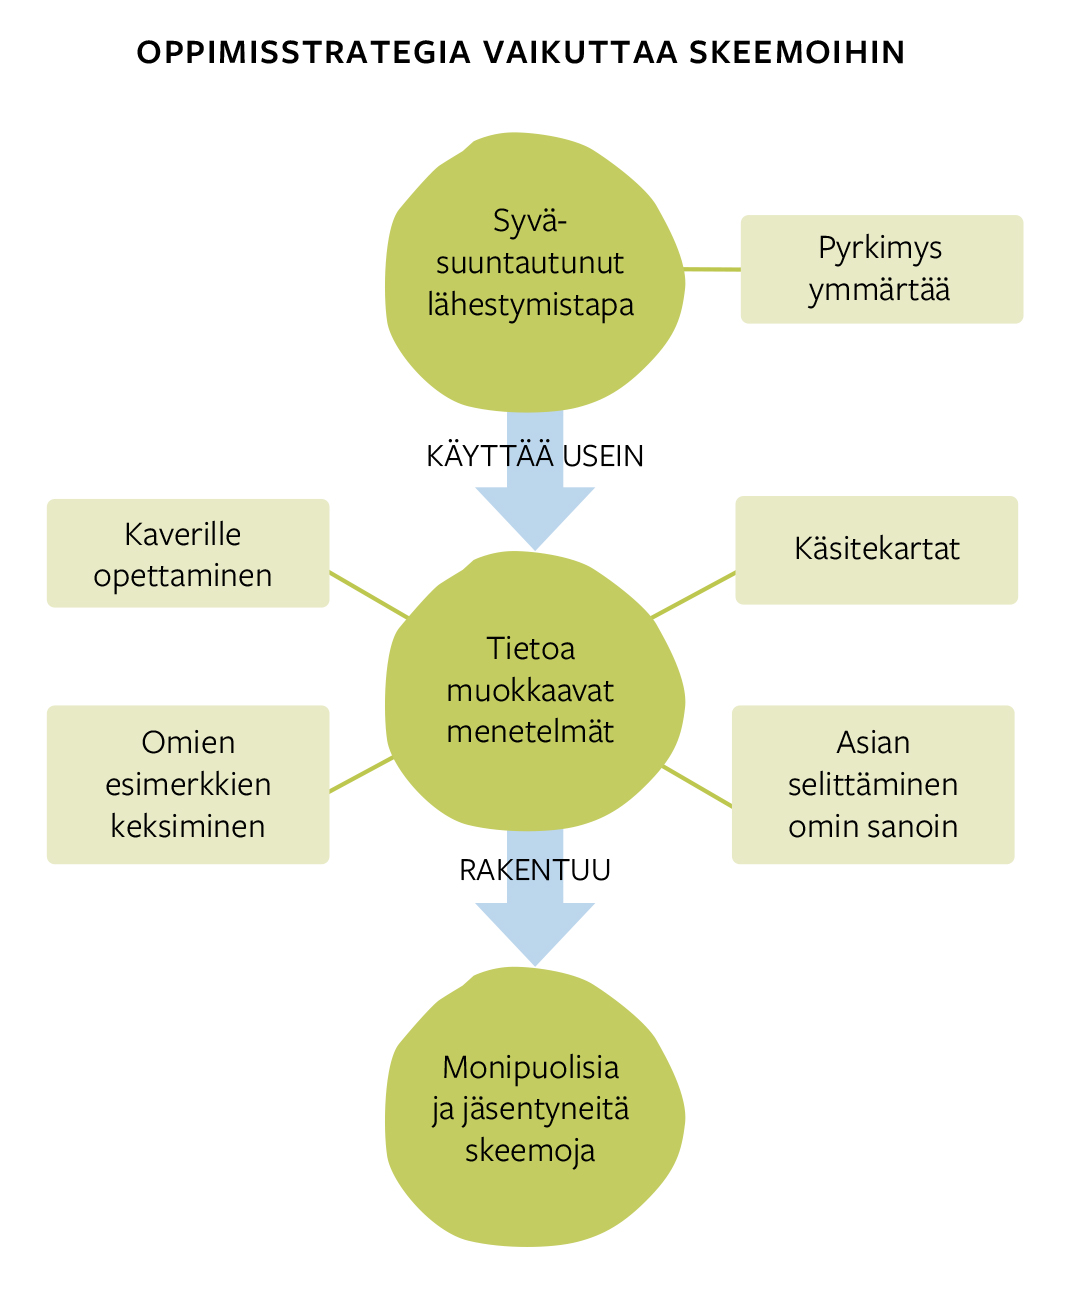 OPPIMISSTRATEGIA VAIKUTTAA SKEEMOIHIN
Syvä-
suuntautunut
lähestymistapa
Pyrkimys
ymmärtää
KÄYTTÄÄ USEIN
Kaverille
opettaminen
Käsitekartat
Tietoa
muokkaavat
menetelmät
Omien
esimerkkien
keksiminen
Asian
selittäminen
omin sanoin
RAKENTUU
Monipuolisia
ja jäsentyneitä
skeemoja